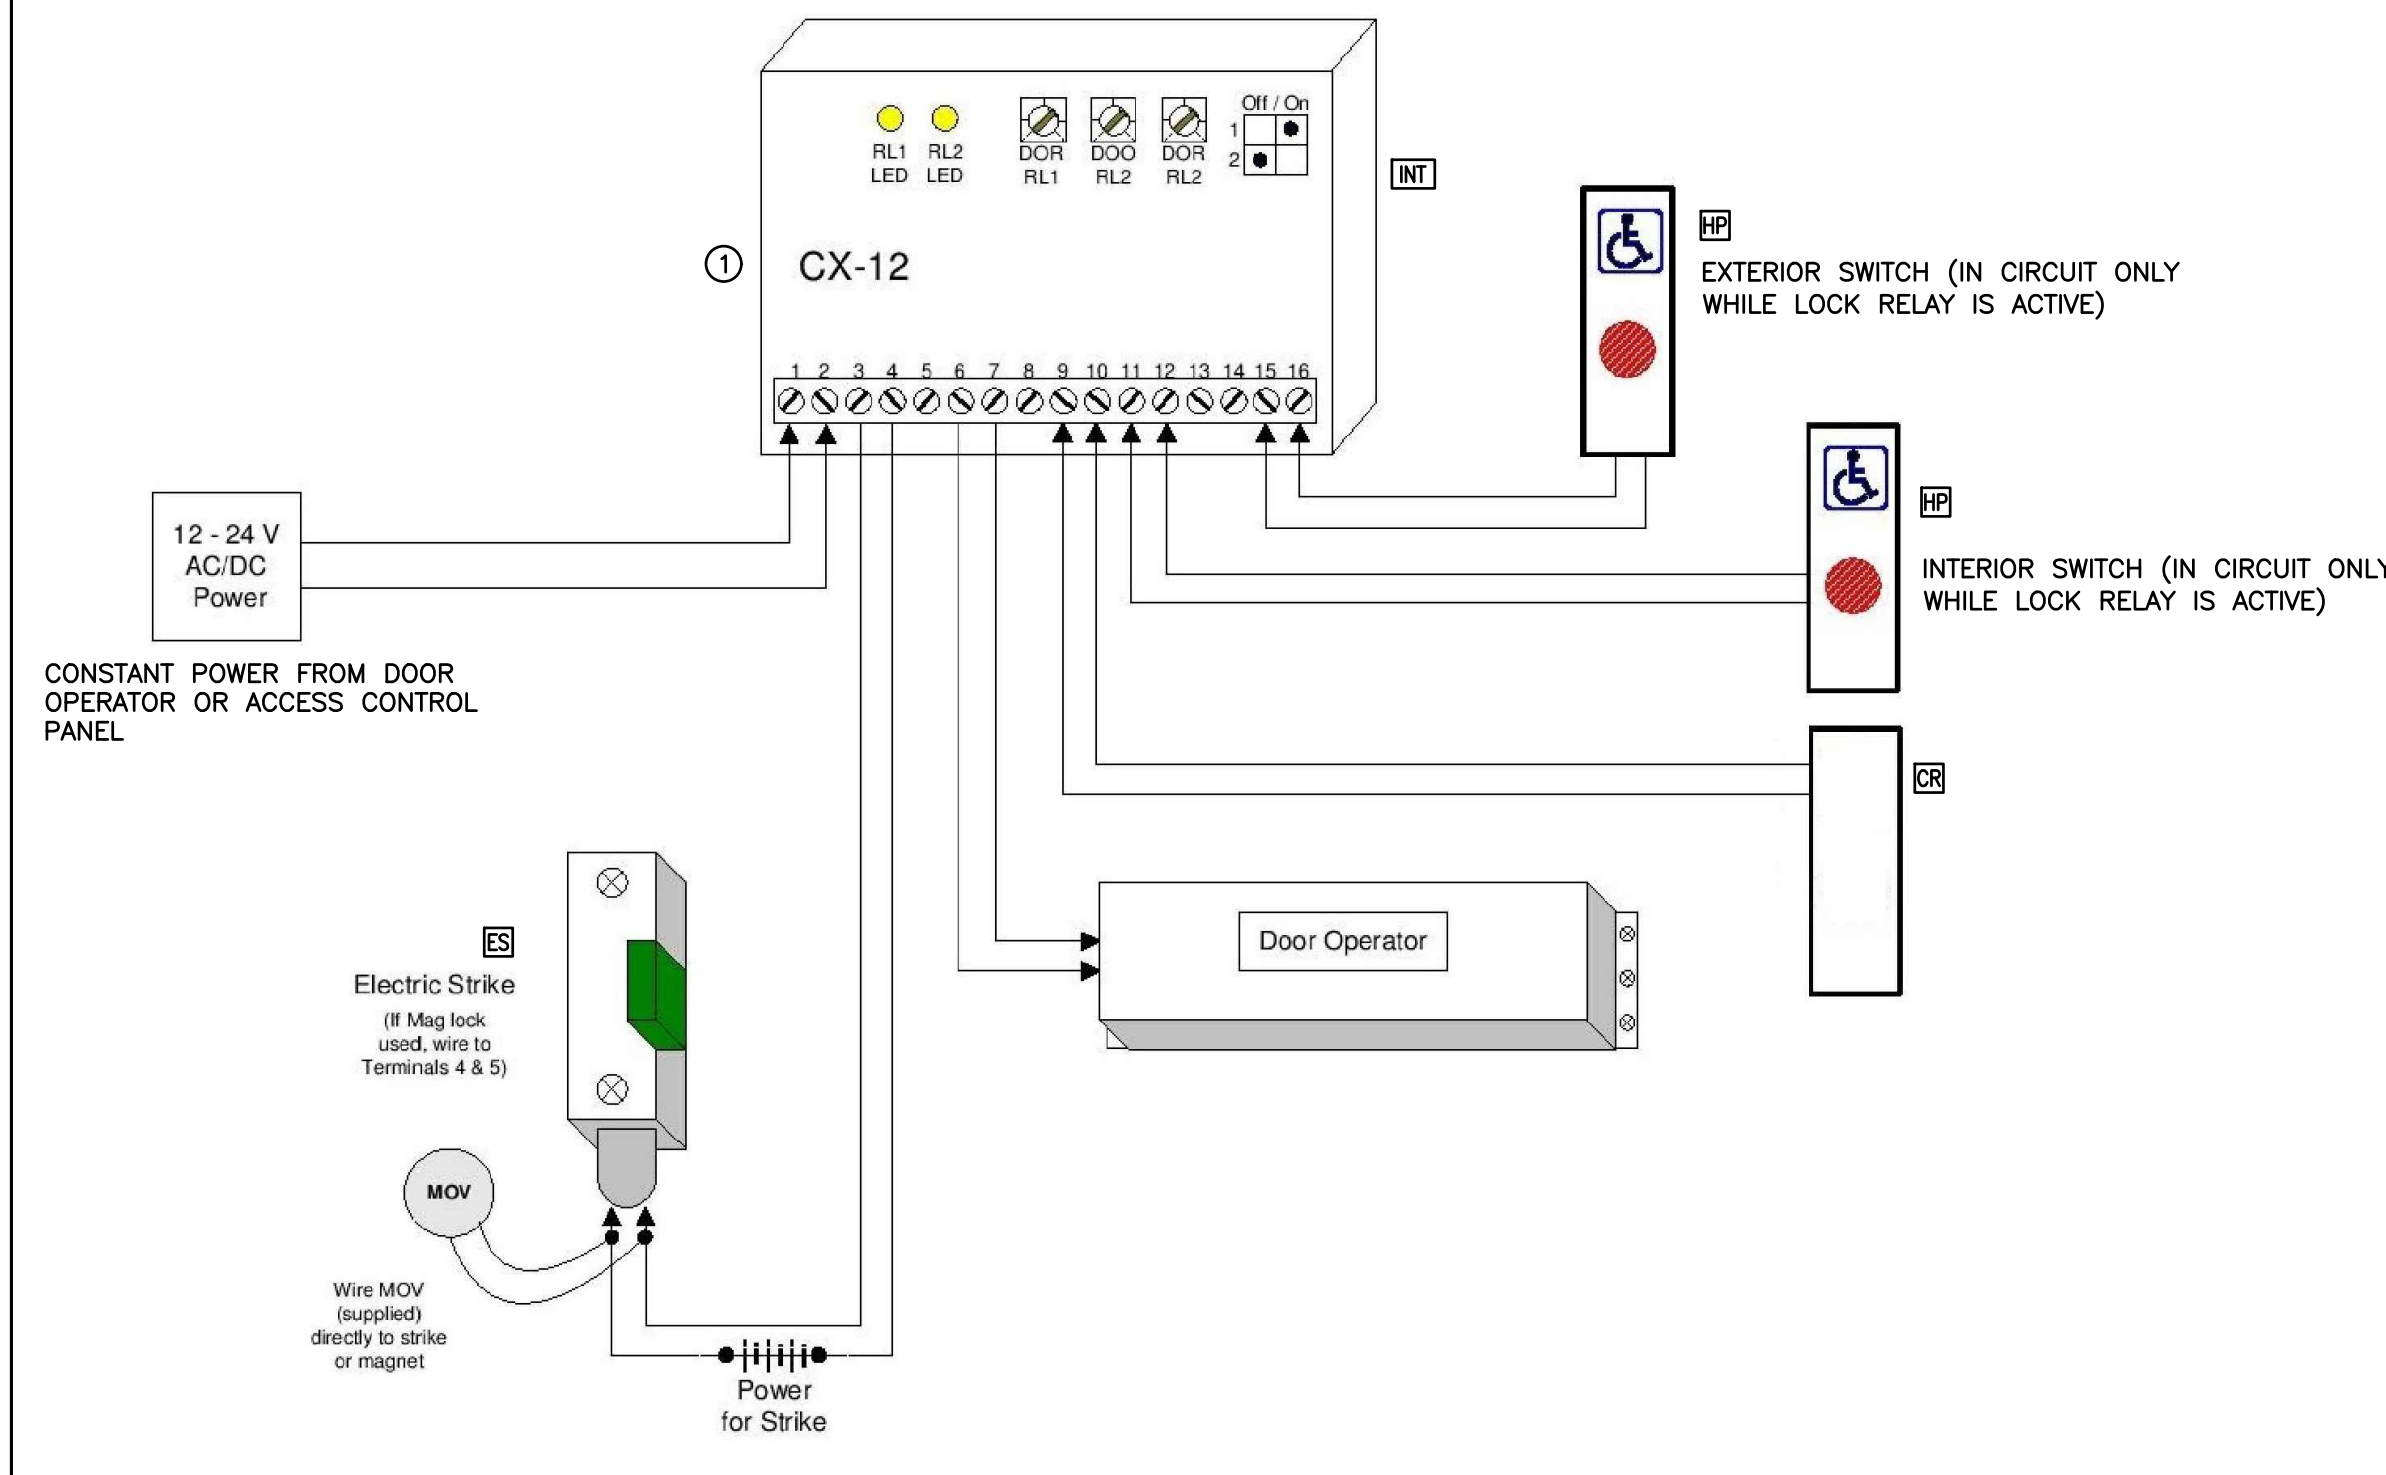 Off / On
1
2
RL1
LED
RL2
LED
DOR
RL1
DOO
RL2
DOR
RL2
INT
1
CX-12
HP
EXTERIOR SWITCH (IN CIRCUIT ONLY
WHILE LOCK RELAY IS ACTIVE)
1 2 3 4 5 6 7 8 9 10 11 12 13 14 15 16
12 - 24 V
AC/DC
Power
CONSTANT POWER FROM DOOR
OPERATOR OR ACCESS CONTROL
PANEL
HP
INTERIOR SWITCH (IN CIRCUIT ONLY
WHILE LOCK RELAY IS ACTIVE)
CR
Door Operator
ES
Electric Strike
(If Mag lock
used, wire to
Terminals 4 & 5)
MOV
Wire MOV
(supplied)
directly to strike
or magnet
Power
for Strike